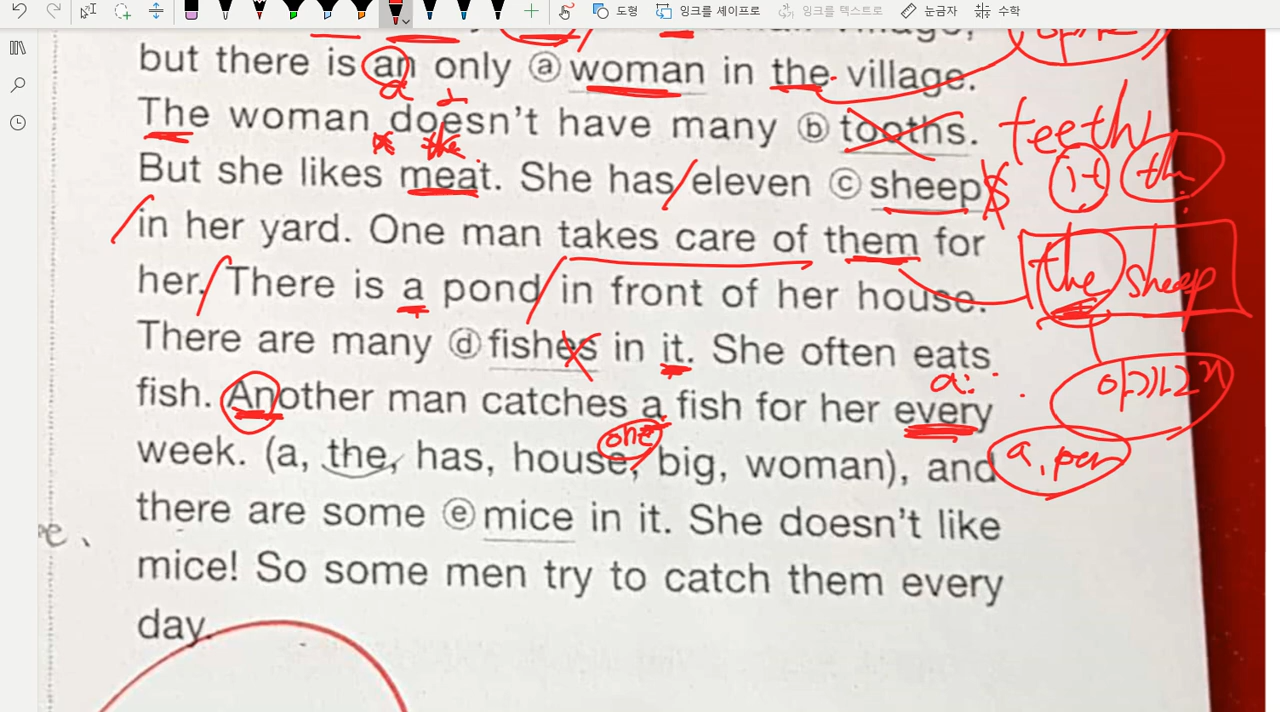 도형 잉크를 셰이프로 잉크를 텍스트로 눈금자 수학
but there is an only ⓐ woman in the village.
a
The woman doesn't have many ⓑ tooths. teeth
the
But she likes meat. She has eleven ⓒ sheep it th
in her yard. One man takes care of them for
the sheep
her. There is a pond in front of her house.
There are many ⓓ fishes in it. She often eats
a
fish. Another man catches a fish for her every
one
week. (a, the, has, house, big, woman), and
a, per
there are some ⓔ mice in it. She doesn't like
mice! So some men try to catch them every
day.